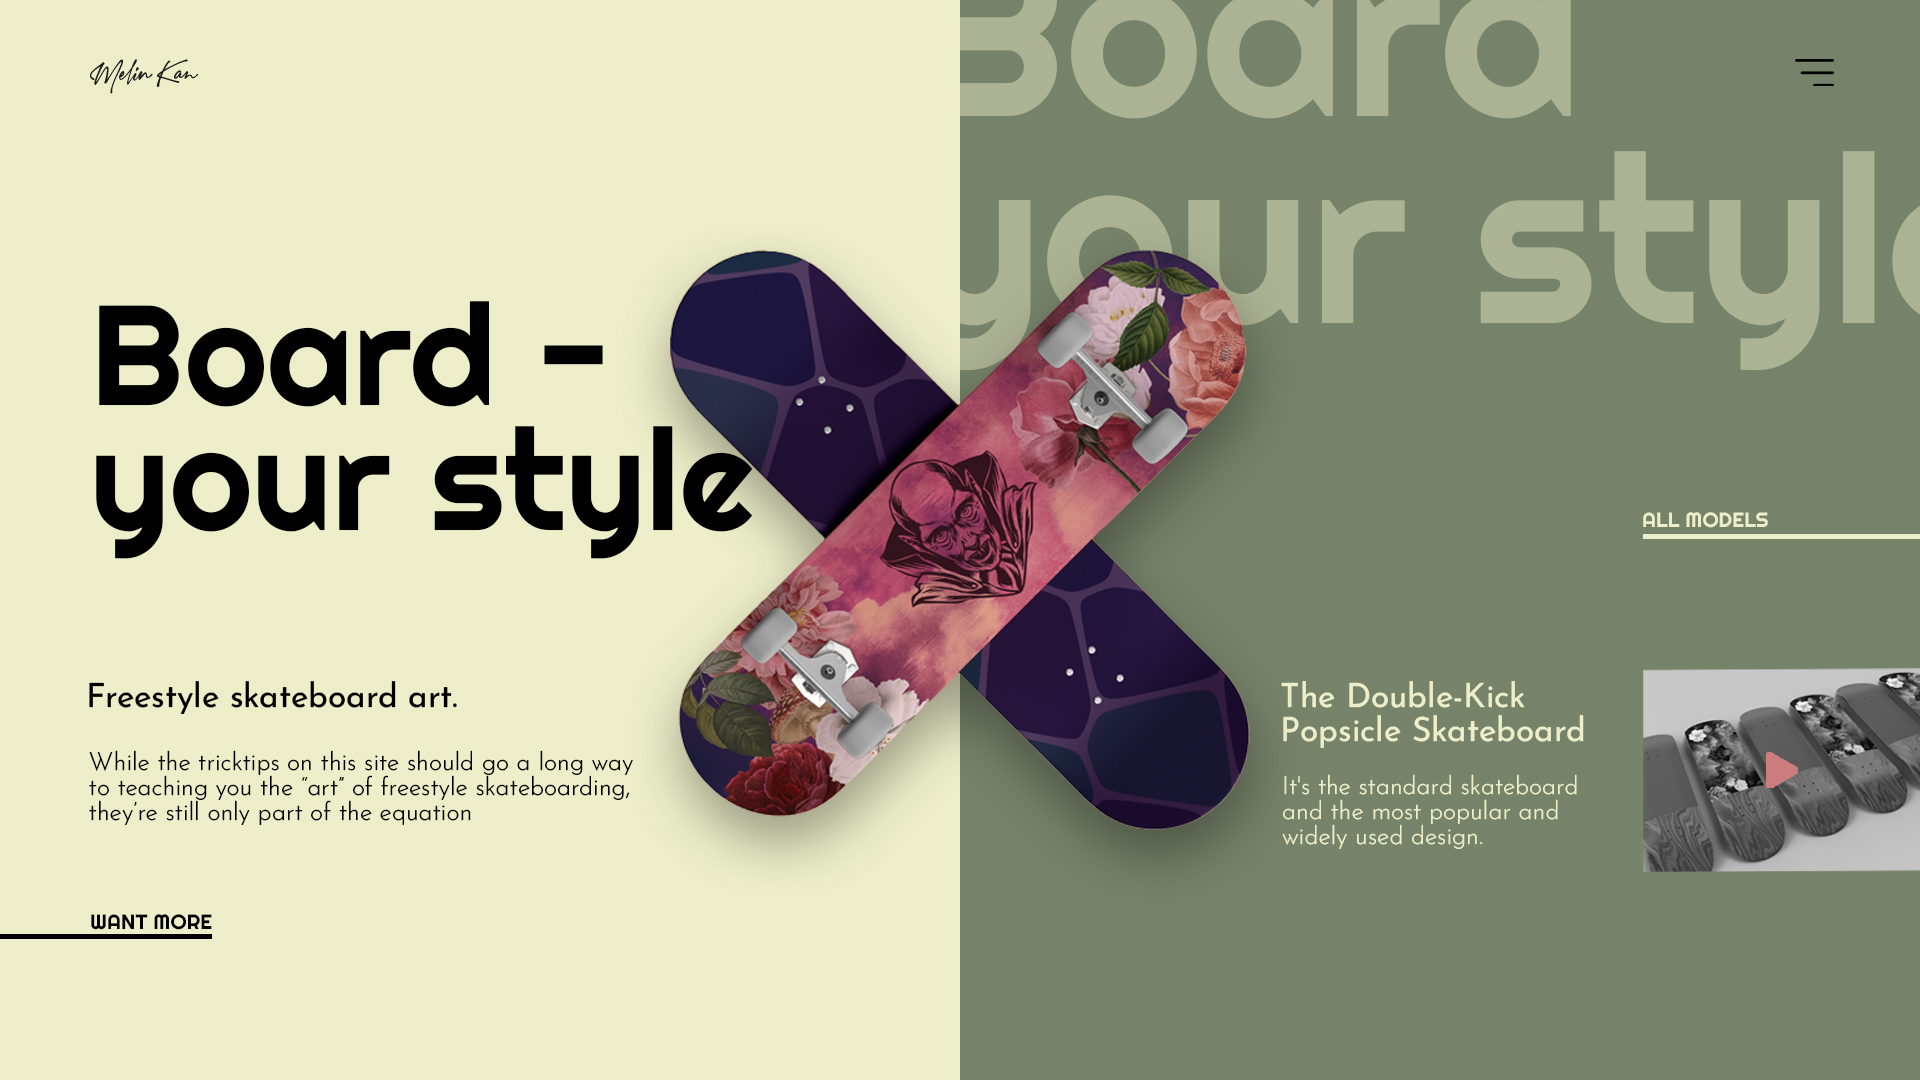 Melin Kan
Board
your style
Board -
your style
ALL MODELS
Freestyle skateboard art.
While the tricktips on this site should go a long way
to teaching you the “art” of freestyle skateboarding,
they’re still only part of the equation
WANT MORE
The Double-Kick
Popsicle Skateboard
It's the standard skateboard
and the most popular and
widely used design.